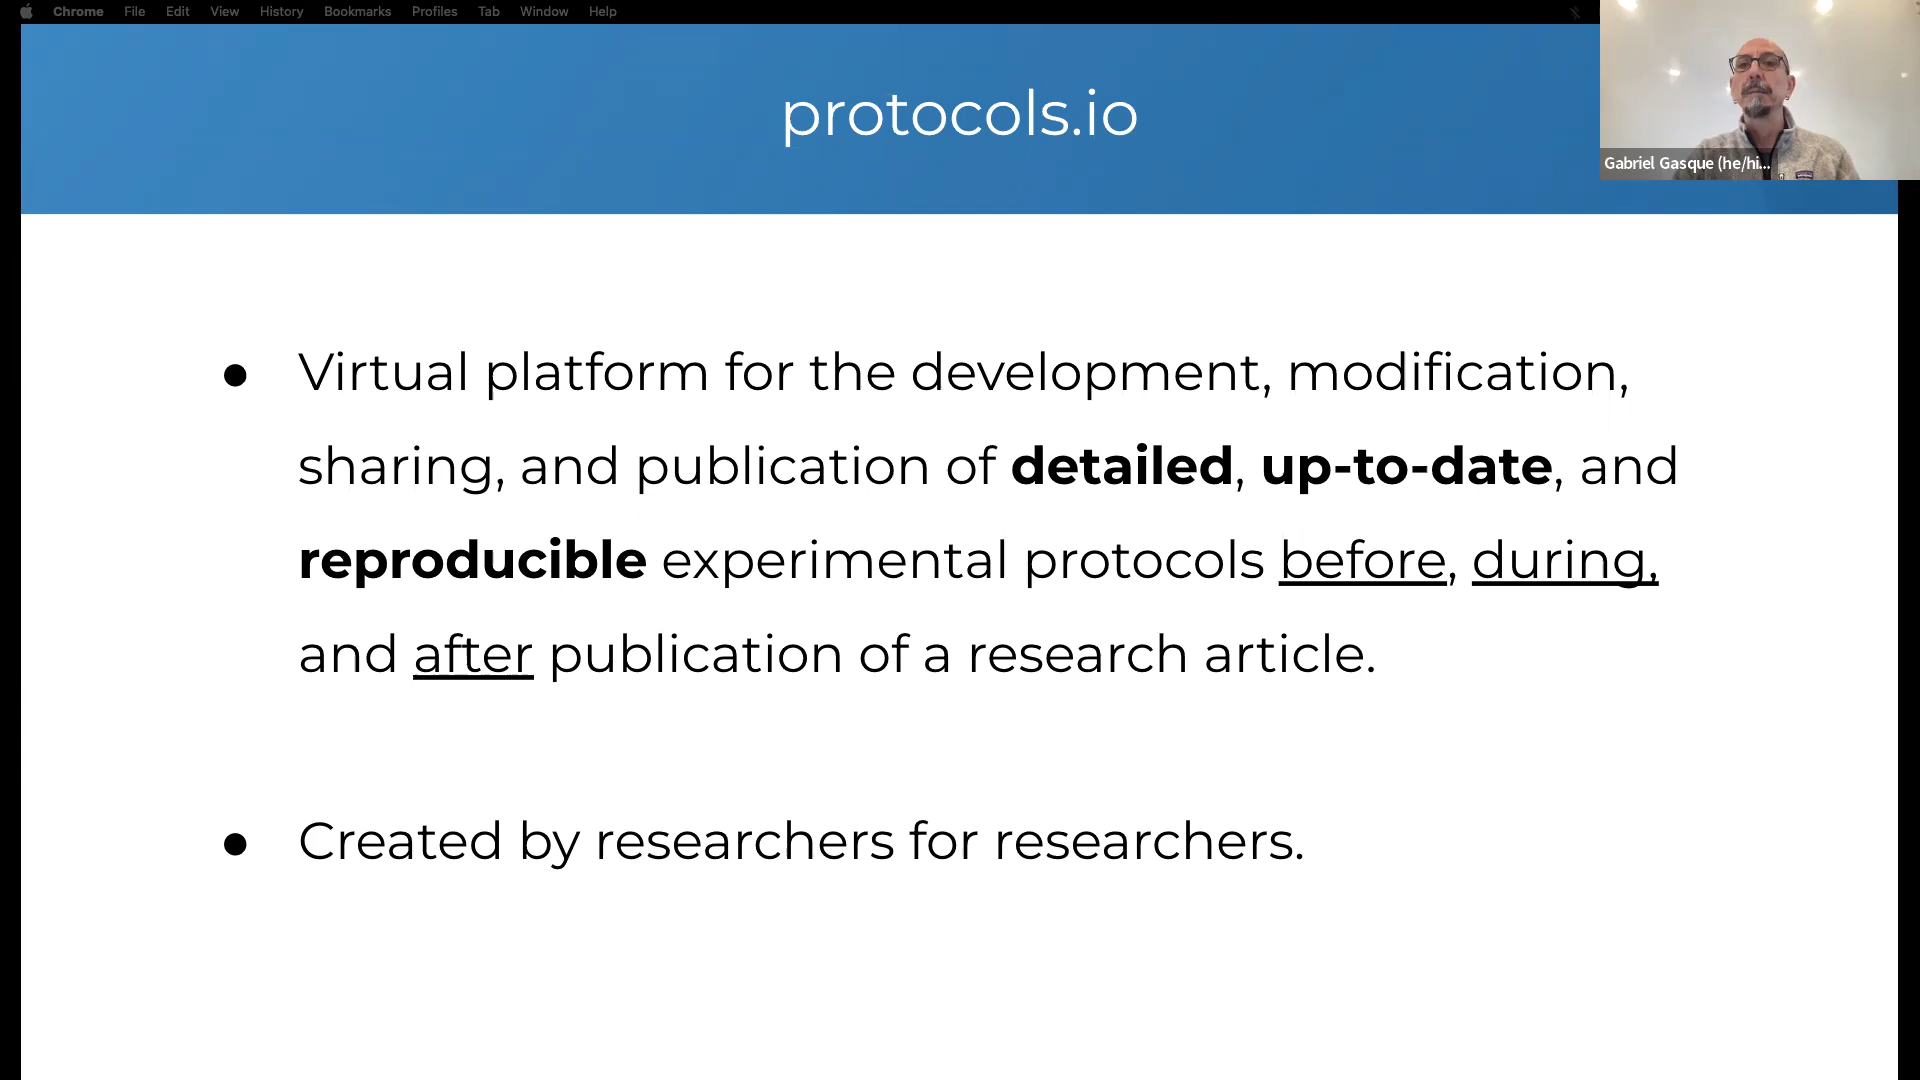 Chrome File Edit View History Bookmarks Profiles Tab Window Help
protocols.io
Gabriel Gasque (he/hi...
● Virtual platform for the development, modification,
sharing, and publication of detailed, up-to-date, and
reproducible experimental protocols before, during,
and after publication of a research article.
● Created by researchers for researchers.